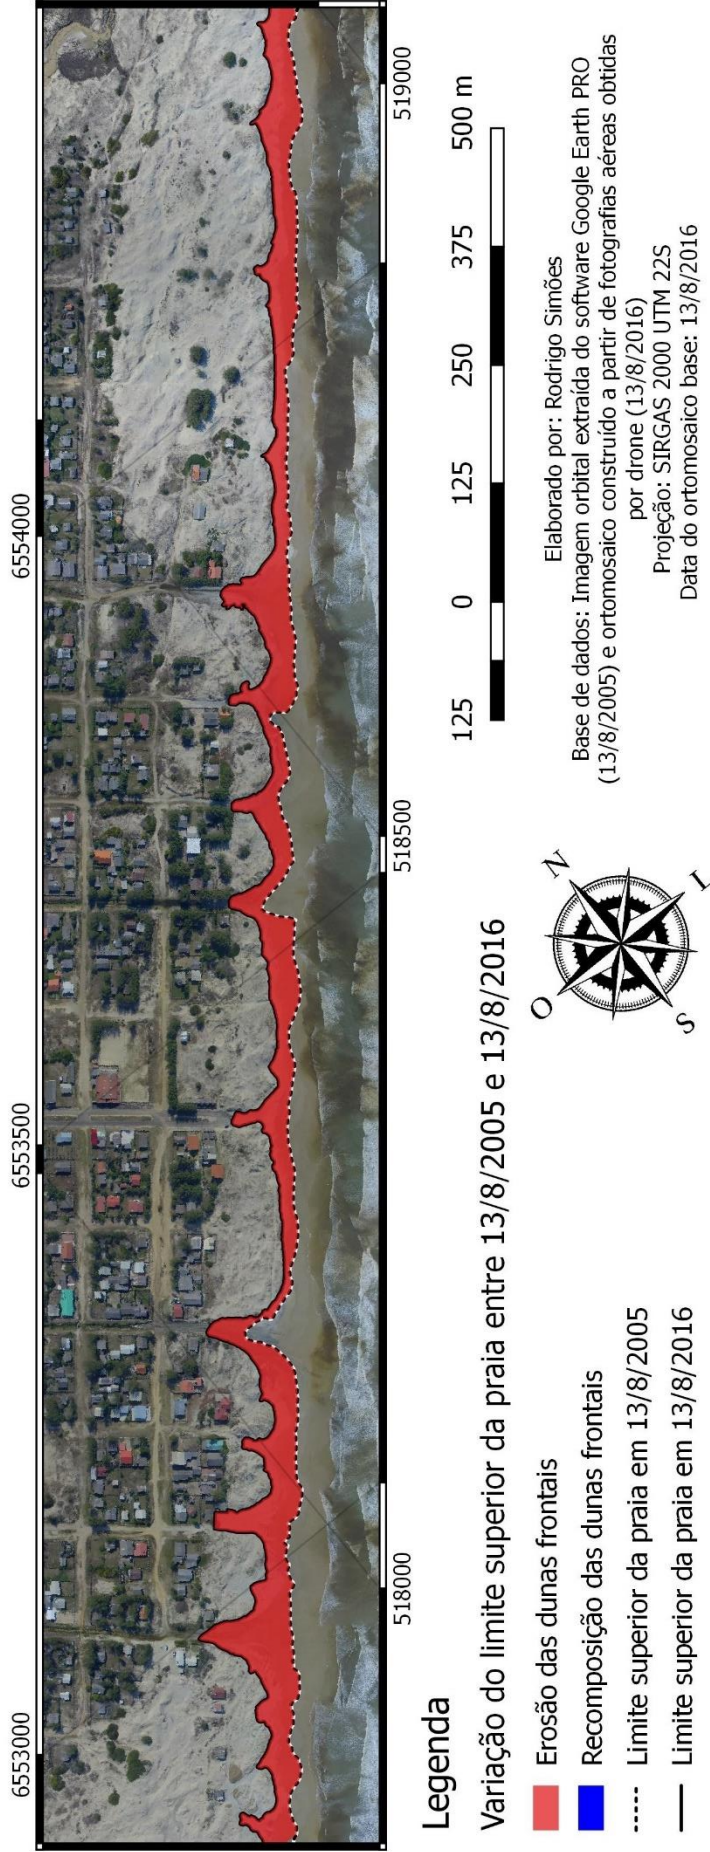 6553000
6553500
6554000
518000
518500
519000
Legenda
Variação do limite superior da praia entre 13/8/2005 e 13/8/2016
Erosão das dunas frontais
Recomposição das dunas frontais
Limite superior da praia em 13/8/2005
Limite superior da praia em 13/8/2016
N
O
L
S
125
0
125
250
375
500 m
Elaborado por: Rodrigo Simões
Base de dados: Imagem orbital extraída do software Google Earth PRO
(13/8/2005) e ortomosaico construído a partir de fotografias aéreas obtidas
por drone (13/8/2016)
Projeção: SIRGAS 2000 UTM 22S
Data do ortomosaico base: 13/8/2016